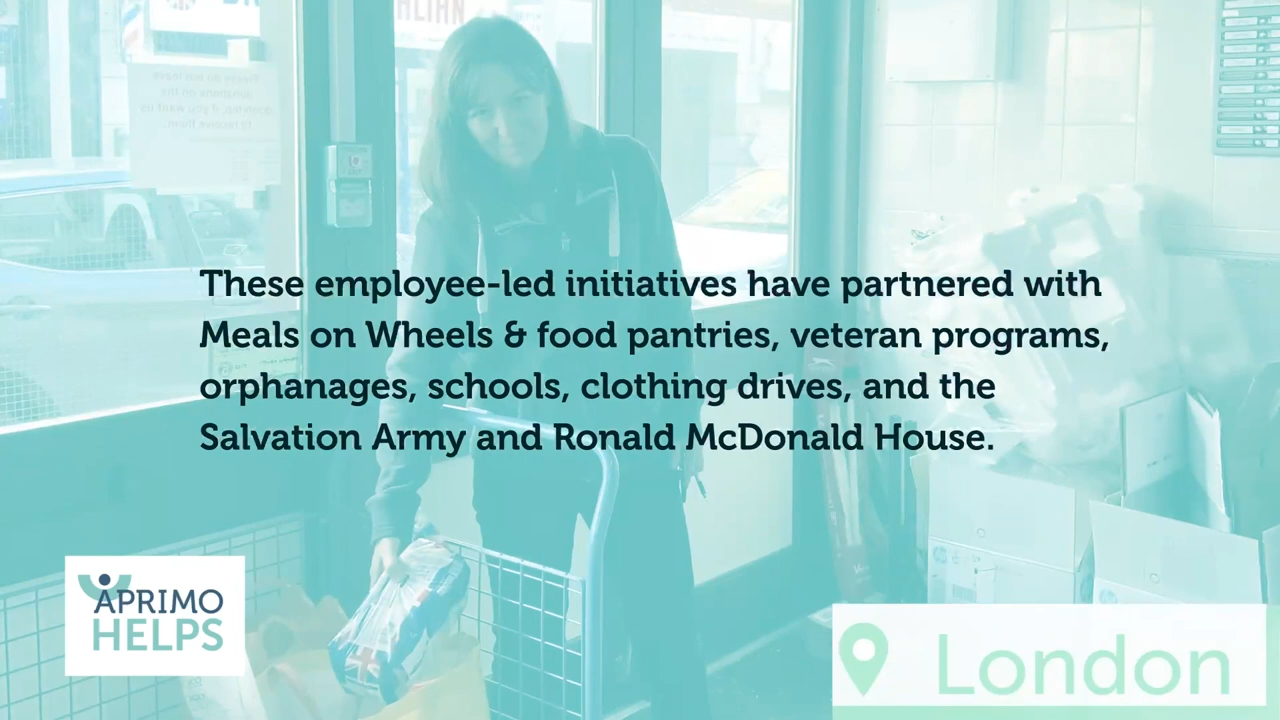 ALIAN
These employee-led initiatives have partnered with
Meals on Wheels & food pantries, veteran programs,
orphanages, schools, clothing drives, and the
Salvation Army and Ronald McDonald House.
APRIMO
HELPS
London